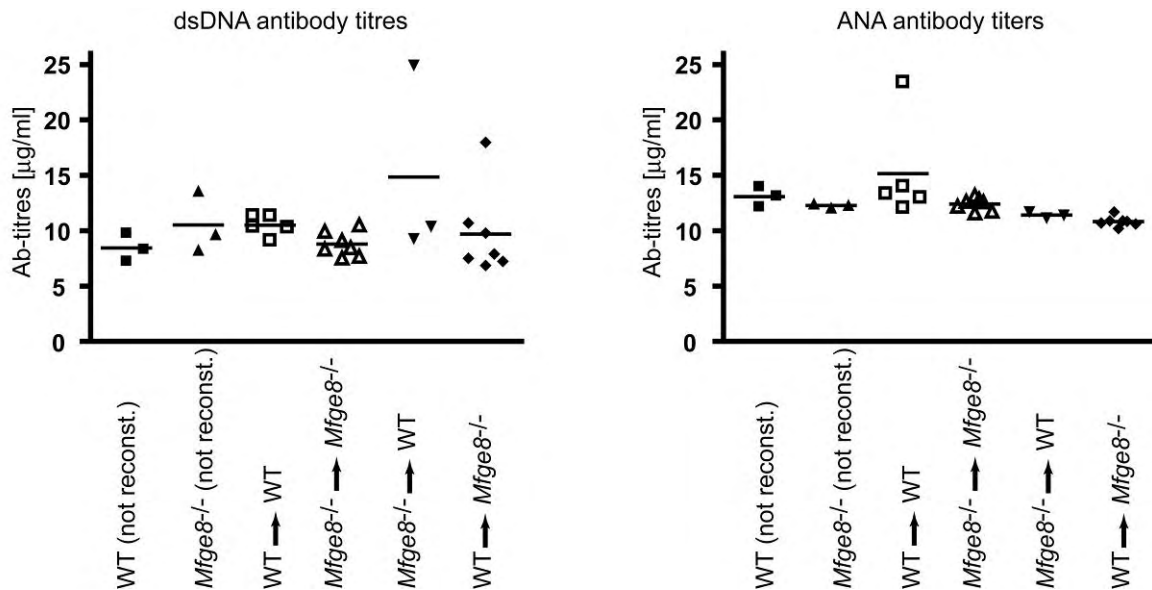 dsDNA antibody titres
Ab-titres [µg/ml]
25
20
15
10
5
0
WT (not reconst.)
Mfge8-/- (not reconst.)
WT → WT
Mfge8-/- → Mfge8-/-
Mfge8-/- → WT
WT → Mfge8-/-
ANA antibody titers
Ab-titres [µg/ml]
25
20
15
10
5
0
WT (not reconst.)
Mfge8-/- (not reconst.)
WT → WT
Mfge8-/- → Mfge8-/-
Mfge8-/- → WT
WT → Mfge8-/-